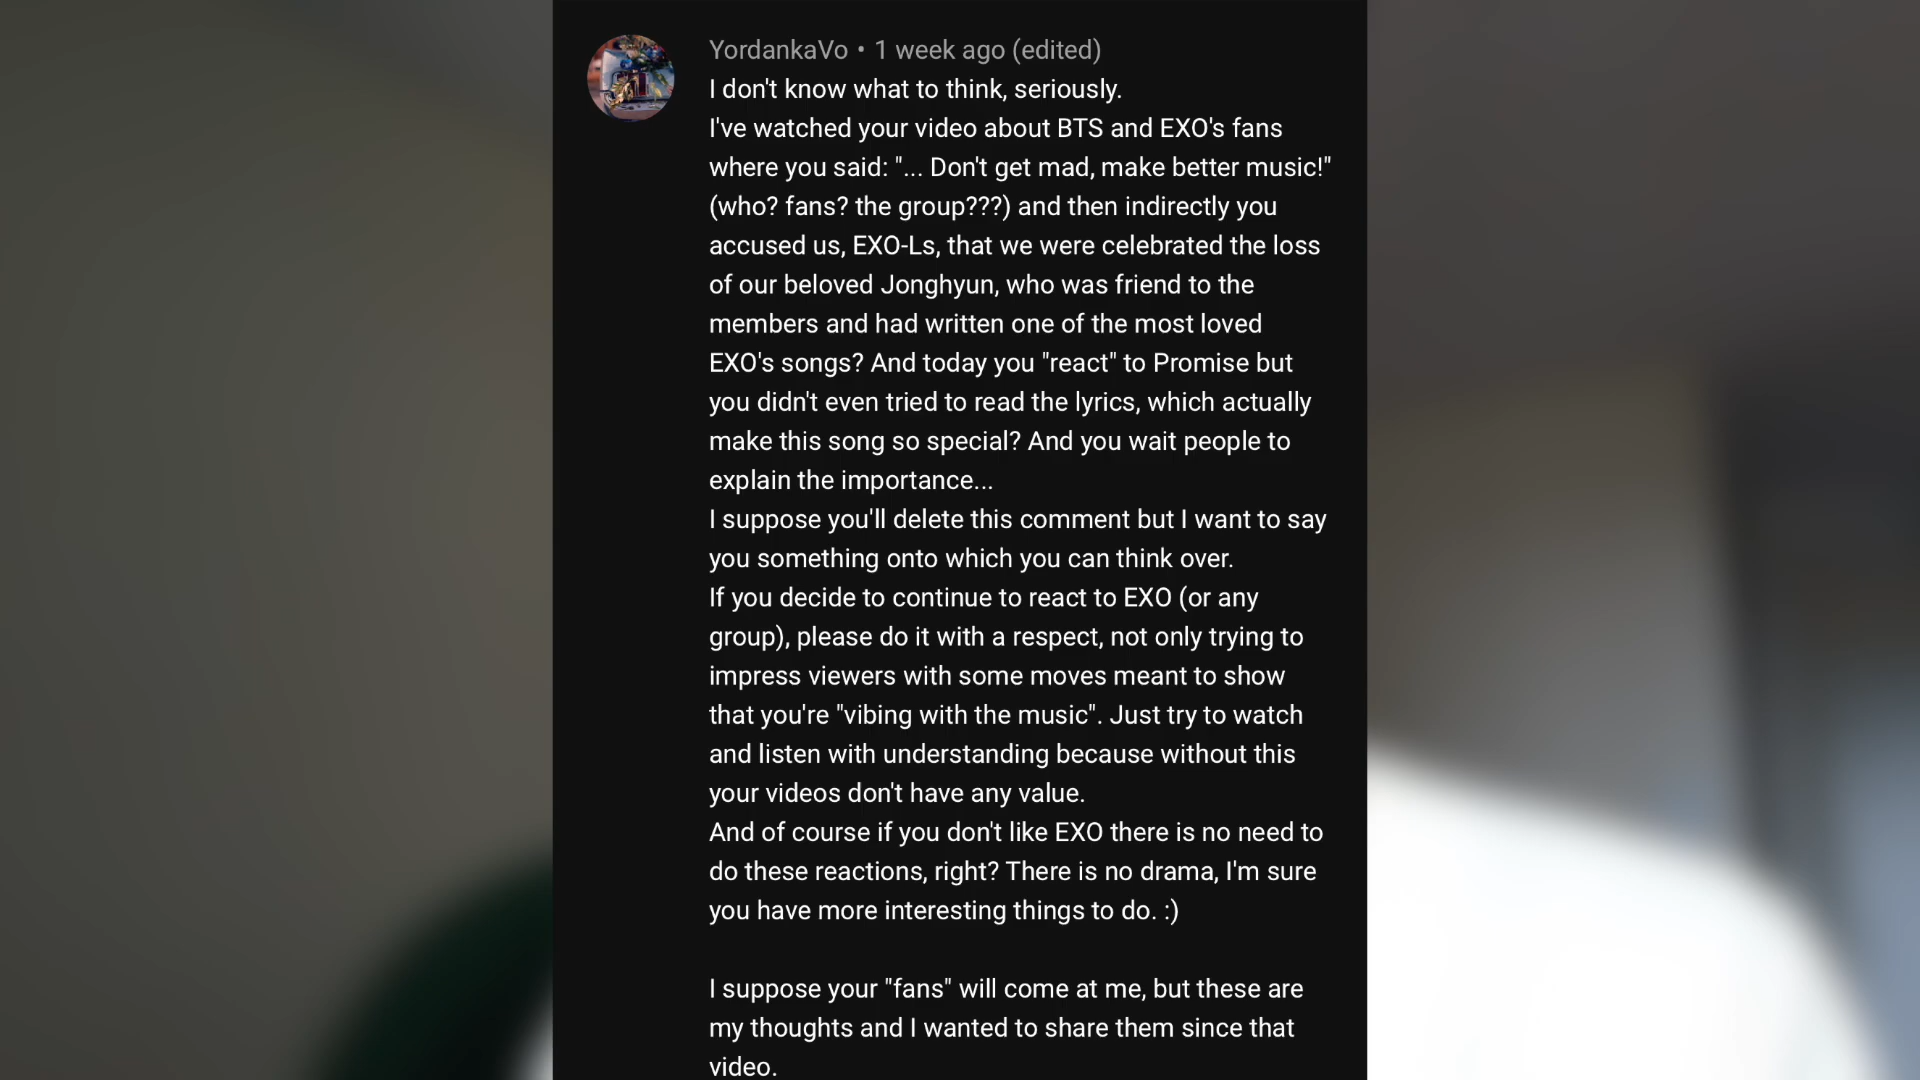 YordankaVo • 1 week ago (edited)
I don't know what to think, seriously.
I've watched your video about BTS and EXO's fans
where you said: "... Don't get mad, make better music!"
(who? fans? the group???) and then indirectly you
accused us, EXO-Ls, that we were celebrated the loss
of our beloved Jonghyun, who was friend to the
members and had written one of the most loved
EXO's songs? And today you "react" to Promise but
you didn't even tried to read the lyrics, which actually
make this song so special? And you wait people to
explain the importance...
I suppose you'll delete this comment but I want to say
you something onto which you can think over.
If you decide to continue to react to EXO (or any
group), please do it with a respect, not only trying to
impress viewers with some moves meant to show
that you're "vibing with the music". Just try to watch
and listen with understanding because without this
your videos don't have any value.
And of course if you don't like EXO there is no need to
do these reactions, right? There is no drama, I'm sure
you have more interesting things to do. :)
I suppose your "fans" will come at me, but these are
my thoughts and I wanted to share them since that
video.